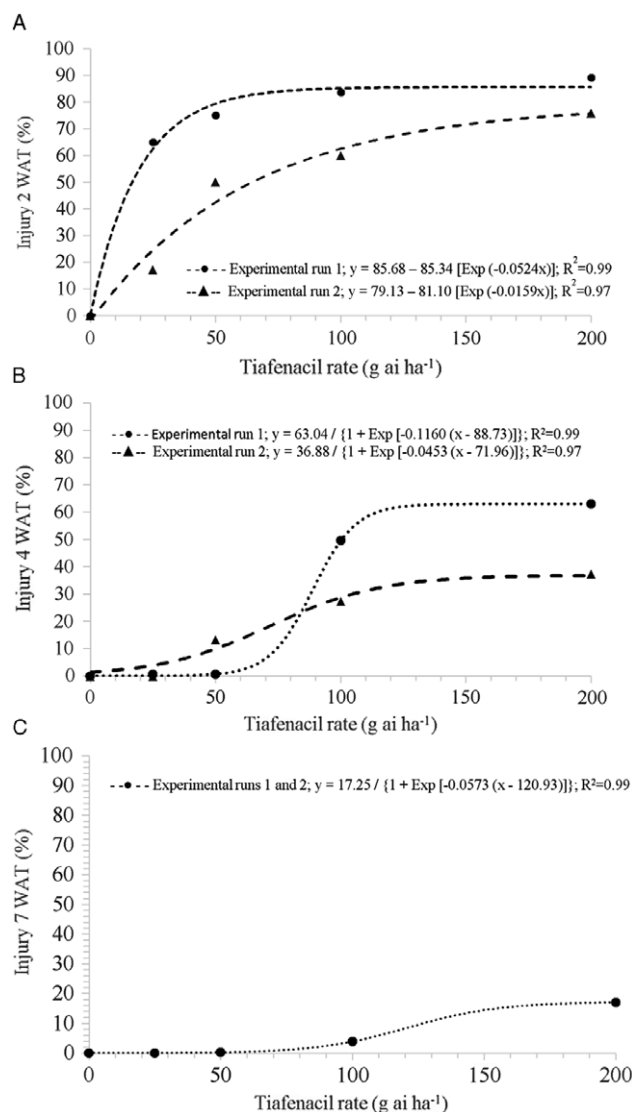 A
100
90
80
70
60
50
40
30
20
10
0
Injury 2 WAT (%)
Experimental run 1; y = 85.68 – 85.34 [Exp (-0.0524x)]; R²=0.99
Experimental run 2; y = 79.13 – 81.10 [Exp (-0.0159x)]; R²=0.97
0 50 100 150 200
Tiafenacil rate (g ai ha⁻¹)
B
100
90
80
70
60
50
40
30
20
10
0
Injury 4 WAT (%)
Experimental run 1; y = 63.04 / {1 + Exp [-0.1160 (x - 88.73)]}; R²=0.99
Experimental run 2; y = 36.88 / {1 + Exp [-0.0453 (x - 71.96)]}; R²=0.97
0 50 100 150 200
Tiafenacil rate (g ai ha⁻¹)
C
100
90
80
70
60
50
40
30
20
10
0
Injury 7 WAT (%)
Experimental runs 1 and 2; y = 17.25 / {1 + Exp [-0.0573 (x - 120.93)]}; R²=0.99
0 50 100 150 200
Tiafenacil rate (g ai ha⁻¹)